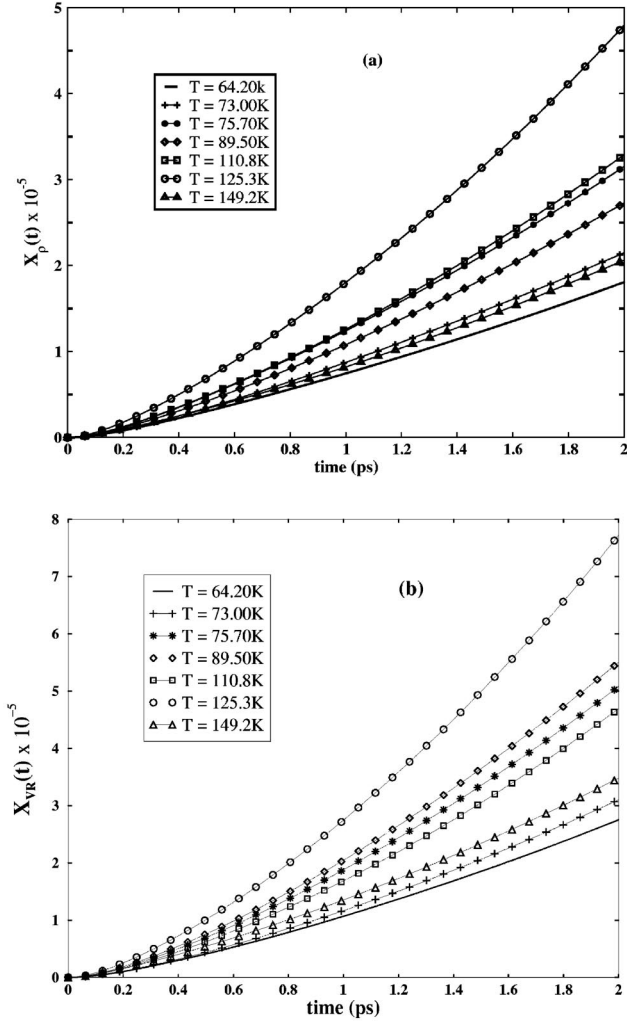 5
(a)
T = 64.20k
T = 73.00K
T = 75.70K
T = 89.50K
T = 110.8K
T = 125.3K
T = 149.2K
4
3
2
1
0
X_ρ(t) x 10^-5
0 0.2 0.4 0.6 0.8 1 1.2 1.4 1.6 1.8 2
time (ps)
8
(b)
T = 64.20K
T = 73.00K
T = 75.70K
T = 89.50K
T = 110.8K
T = 125.3K
T = 149.2K
7
6
5
4
3
2
1
0
X_VR(t) x 10^-5
0 0.2 0.4 0.6 0.8 1 1.2 1.4 1.6 1.8 2
time (ps)